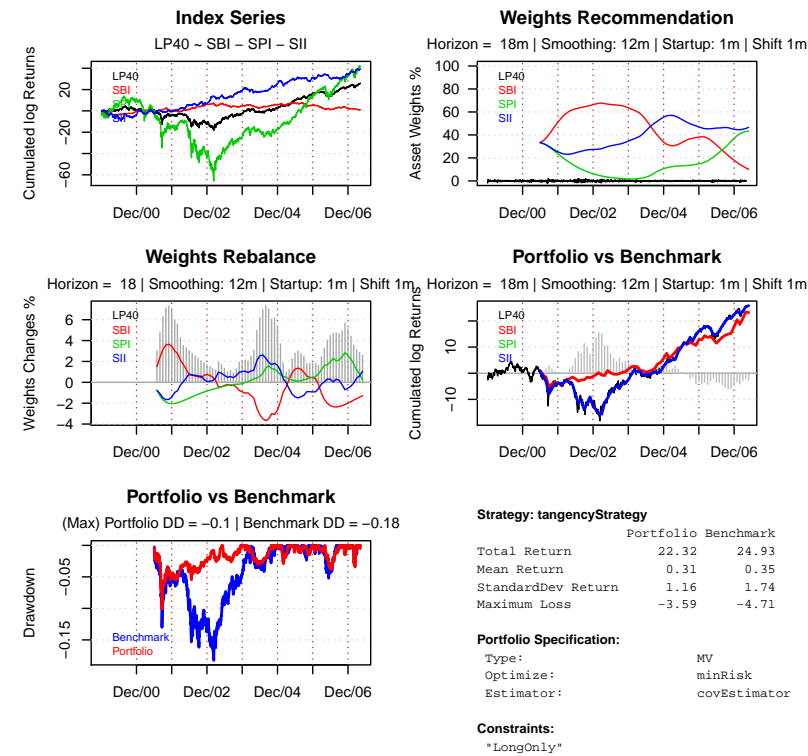 Index Series
LP40 ~ SBI − SPI − SII
Cumulated log Returns
20
−20
−60
LP40
SBI
SPI
SII
Dec/00 Dec/02 Dec/04 Dec/06
Weights Recommendation
Horizon = 18m | Smoothing: 12m | Startup: 1m | Shift 1m
Asset Weights %
100
80
60
40
20
0
LP40
SBI
SPI
SII
Dec/00 Dec/02 Dec/04 Dec/06
Weights Rebalance
Horizon = 18 | Smoothing: 12m | Startup: 1m | Shift 1m
Weights Changes %
6
4
2
0
−2
−4
LP40
SBI
SPI
SII
Dec/00 Dec/02 Dec/04 Dec/06
Portfolio vs Benchmark
Horizon = 18m | Smoothing: 12m | Startup: 1m | Shift 1m
Cumulated log Returns
10
−10
LP40
SBI
SPI
SII
Dec/00 Dec/02 Dec/04 Dec/06
Portfolio vs Benchmark
(Max) Portfolio DD = −0.1 | Benchmark DD = −0.18
Drawdown
−0.05
−0.15
Benchmark
Portfolio
Dec/00 Dec/02 Dec/04 Dec/06
Strategy: tangencyStrategy
Portfolio Benchmark
Total Return 22.32 24.93
Mean Return 0.31 0.35
StandardDev Return 1.16 1.74
Maximum Loss −3.59 −4.71
Portfolio Specification:
Type: MV
Optimize: minRisk
Estimator: covEstimator
Constraints:
"LongOnly"